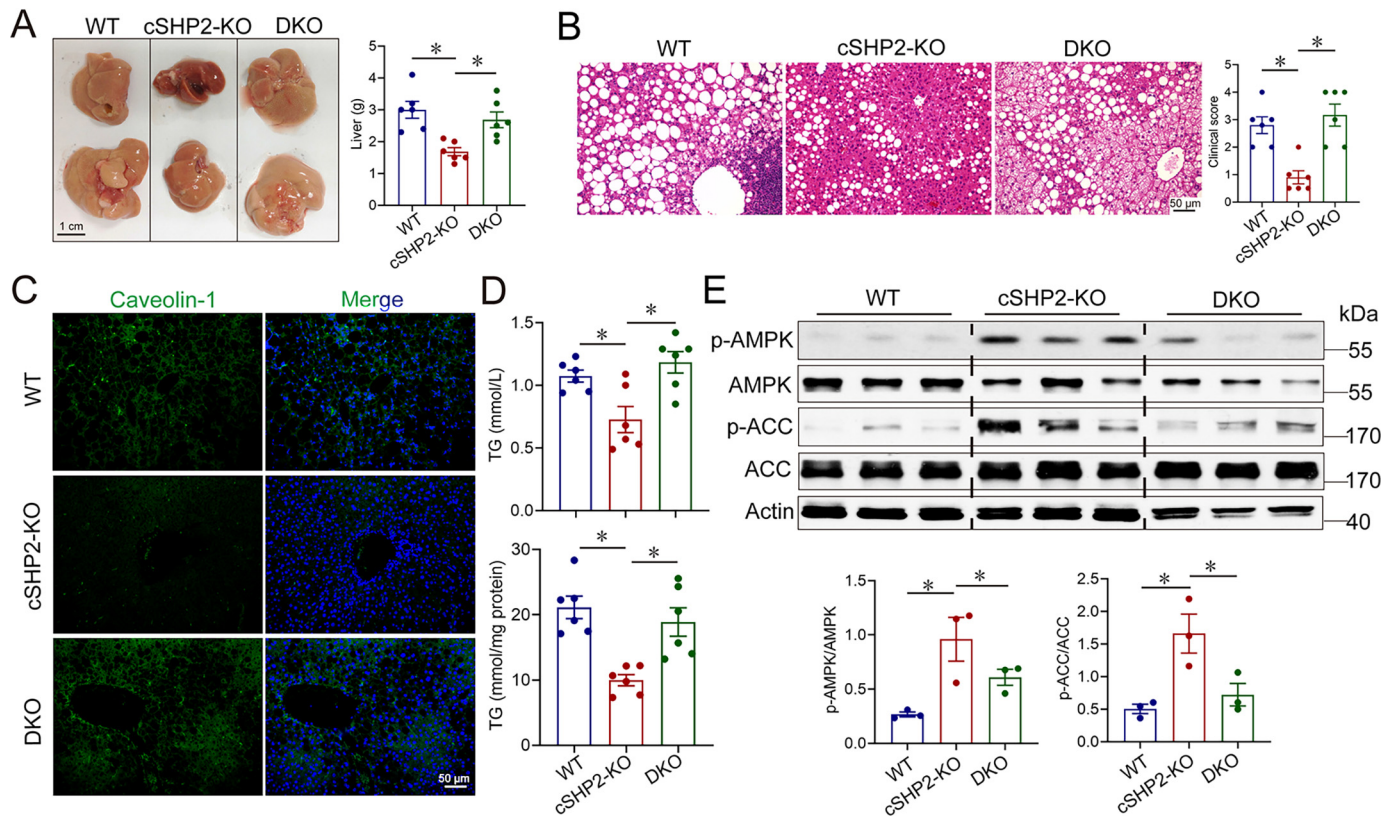 A
WT cSHP2-KO DKO
1 cm
Liver (g)
5
4
3
2
1
0
WT
cSHP2-KO
DKO
*
*
B
WT cSHP2-KO DKO
50 μm
Clinical score
5
4
3
2
1
0
WT
cSHP2-KO
DKO
*
*
C
Caveolin-1 Merge
WT
cSHP2-KO
DKO
50 μm
D
TG (mmol/L)
1.5
1.0
0.5
0.0
*
*
TG (mmol/mg protein)
30
20
10
0
WT
cSHP2-KO
DKO
*
*
E
WT cSHP2-KO DKO
kDa
p-AMPK 55
AMPK 55
p-ACC 170
ACC 170
Actin 40
p-AMPK/AMPK
1.5
1.0
0.5
0.0
WT
cSHP2-KO
DKO
*
*
p-ACC/ACC
2.5
2.0
1.5
1.0
0.5
0.0
WT
cSHP2-KO
DKO
*
*